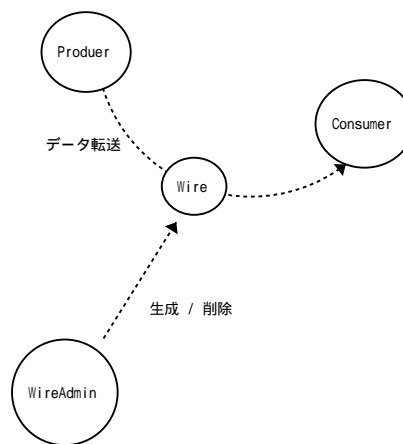 Produer
Consumer
データ転送
Wire
生成 / 削除
WireAdmin